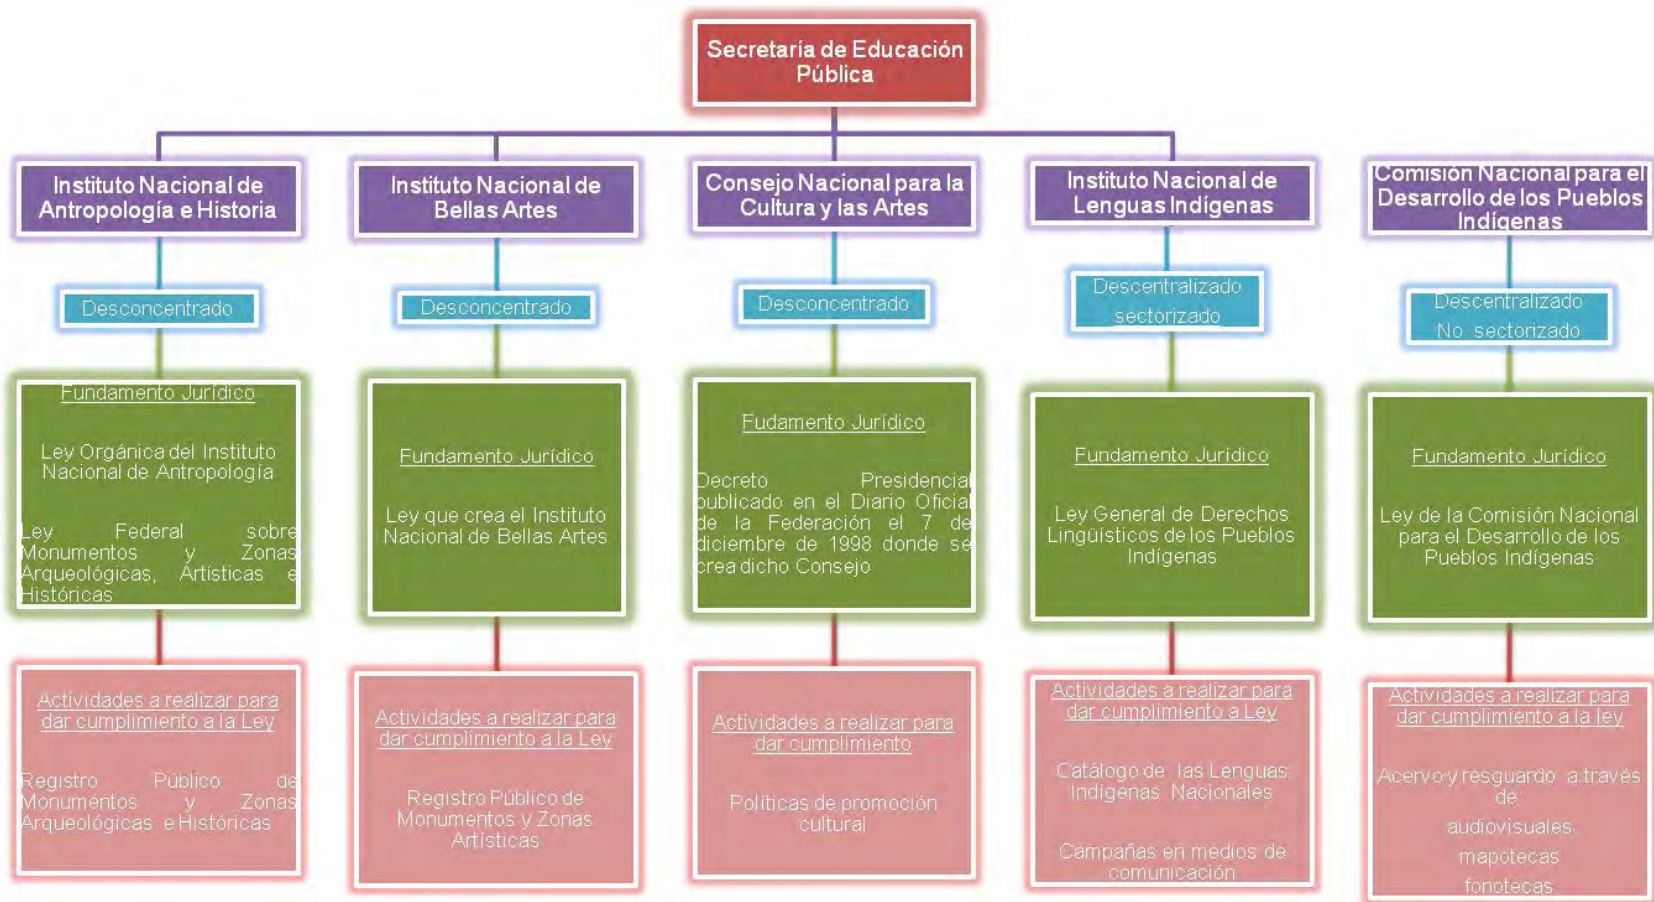 Secretaría de Educación
Pública
Instituto Nacional de
Antropología e Historia
Desconcentrado
Fundamento Jurídico
Ley Orgánica del Instituto
Nacional de Antropología
Ley Federal sobre
Monumentos y Zonas
Arqueológicas, Artísticas e
Históricas
Actividades a realizar para
dar cumplimiento a la Ley
Registro Público de
Monumentos y Zonas
Arqueológicas e Históricas
Instituto Nacional de
Bellas Artes
Desconcentrado
Fundamento Jurídico
Ley que crea el Instituto
Nacional de Bellas Artes
Actividades a realizar para
dar cumplimiento a la Ley
Registro Público de
Monumentos y Zonas
Artísticas
Consejo Nacional para la
Cultura y las Artes
Desconcentrado
Fudamento Jurídico
Decreto Presidencial
publicado en el Diario Oficial
de la Federación el 7 de
diciembre de 1998 donde se
crea dicho Consejo
Actividades a realizar para
dar cumplimiento
Políticas de promoción
cultural
Instituto Nacional de
Lenguas Indígenas
Descentralizado
sectorizado
Fundamento Jurídico
Ley General de Derechos
Lingüísticos de los Pueblos
Indígenas
Actividades a realizar para
dar cumplimiento a Ley
Catálogo de las Lenguas
Indígenas Nacionales
Campañas en medios de
comunicación
Comisión Nacional para el
Desarrollo de los Pueblos
Indígenas
Descentralizado
No sectorizado
Fundamento Jurídico
Ley de la Comisión Nacional
para el Desarrollo de los
Pueblos Indígenas
Actividades a realizar para
dar cumplimiento a la ley
Acervo y resguardo a través
de
audiovisuales
mapotecas
fonotecas